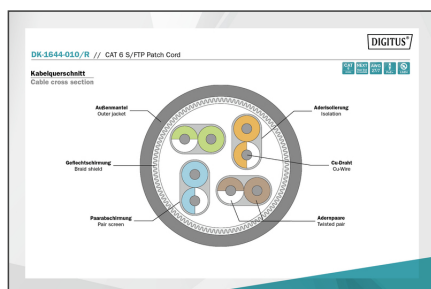 DIGITUS®
DK-1644-010/R // CAT 6 S/FTP Patch Cord
Kabelquerschnitt
Cable cross section
Außenmantel
Outer jacket
Aderisolierung
Isolation
Geflechtschirmung
Braid shield
Cu-Draht
Cu-Wire
Paarabschirmung
Pair screen
Adernpaare
Twisted pair